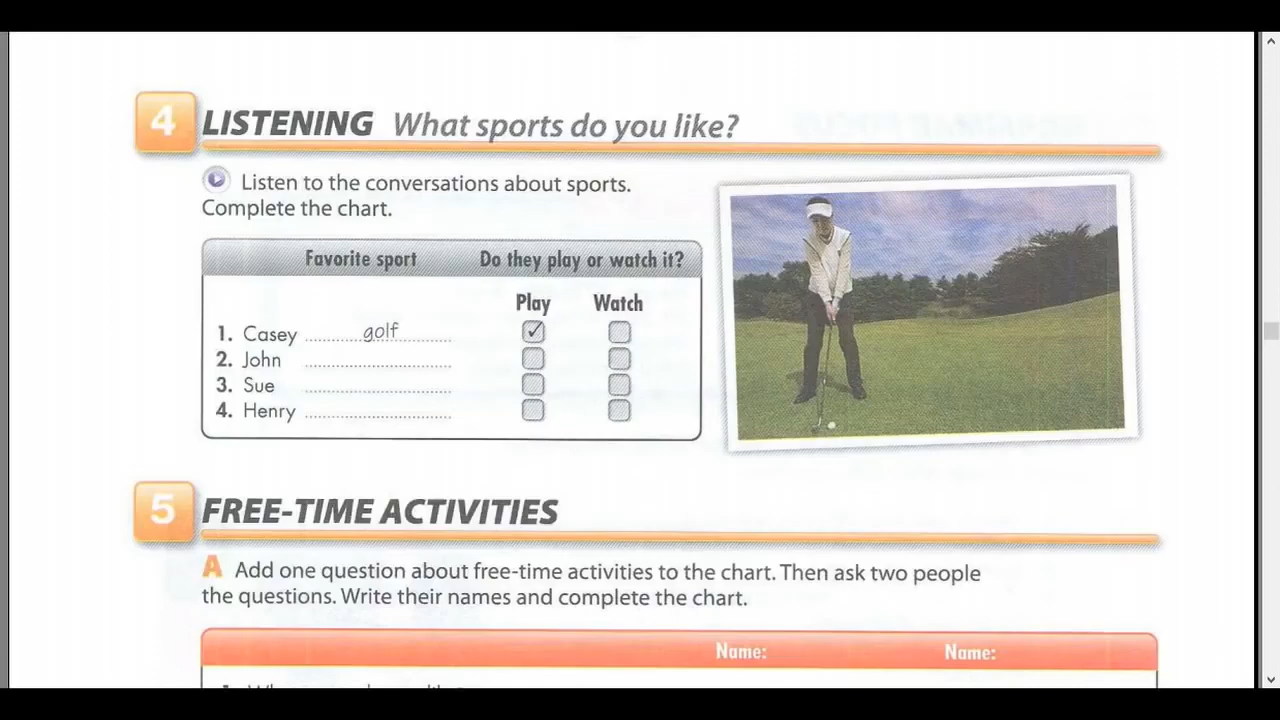 4 LISTENING What sports do you like?
Listen to the conversations about sports.
Complete the chart.
Favorite sport Do they play or watch it?
Play Watch
1. Casey golf ✓
2. John
3. Sue
4. Henry
5 FREE-TIME ACTIVITIES
A Add one question about free-time activities to the chart. Then ask two people
the questions. Write their names and complete the chart.
Name: Name: